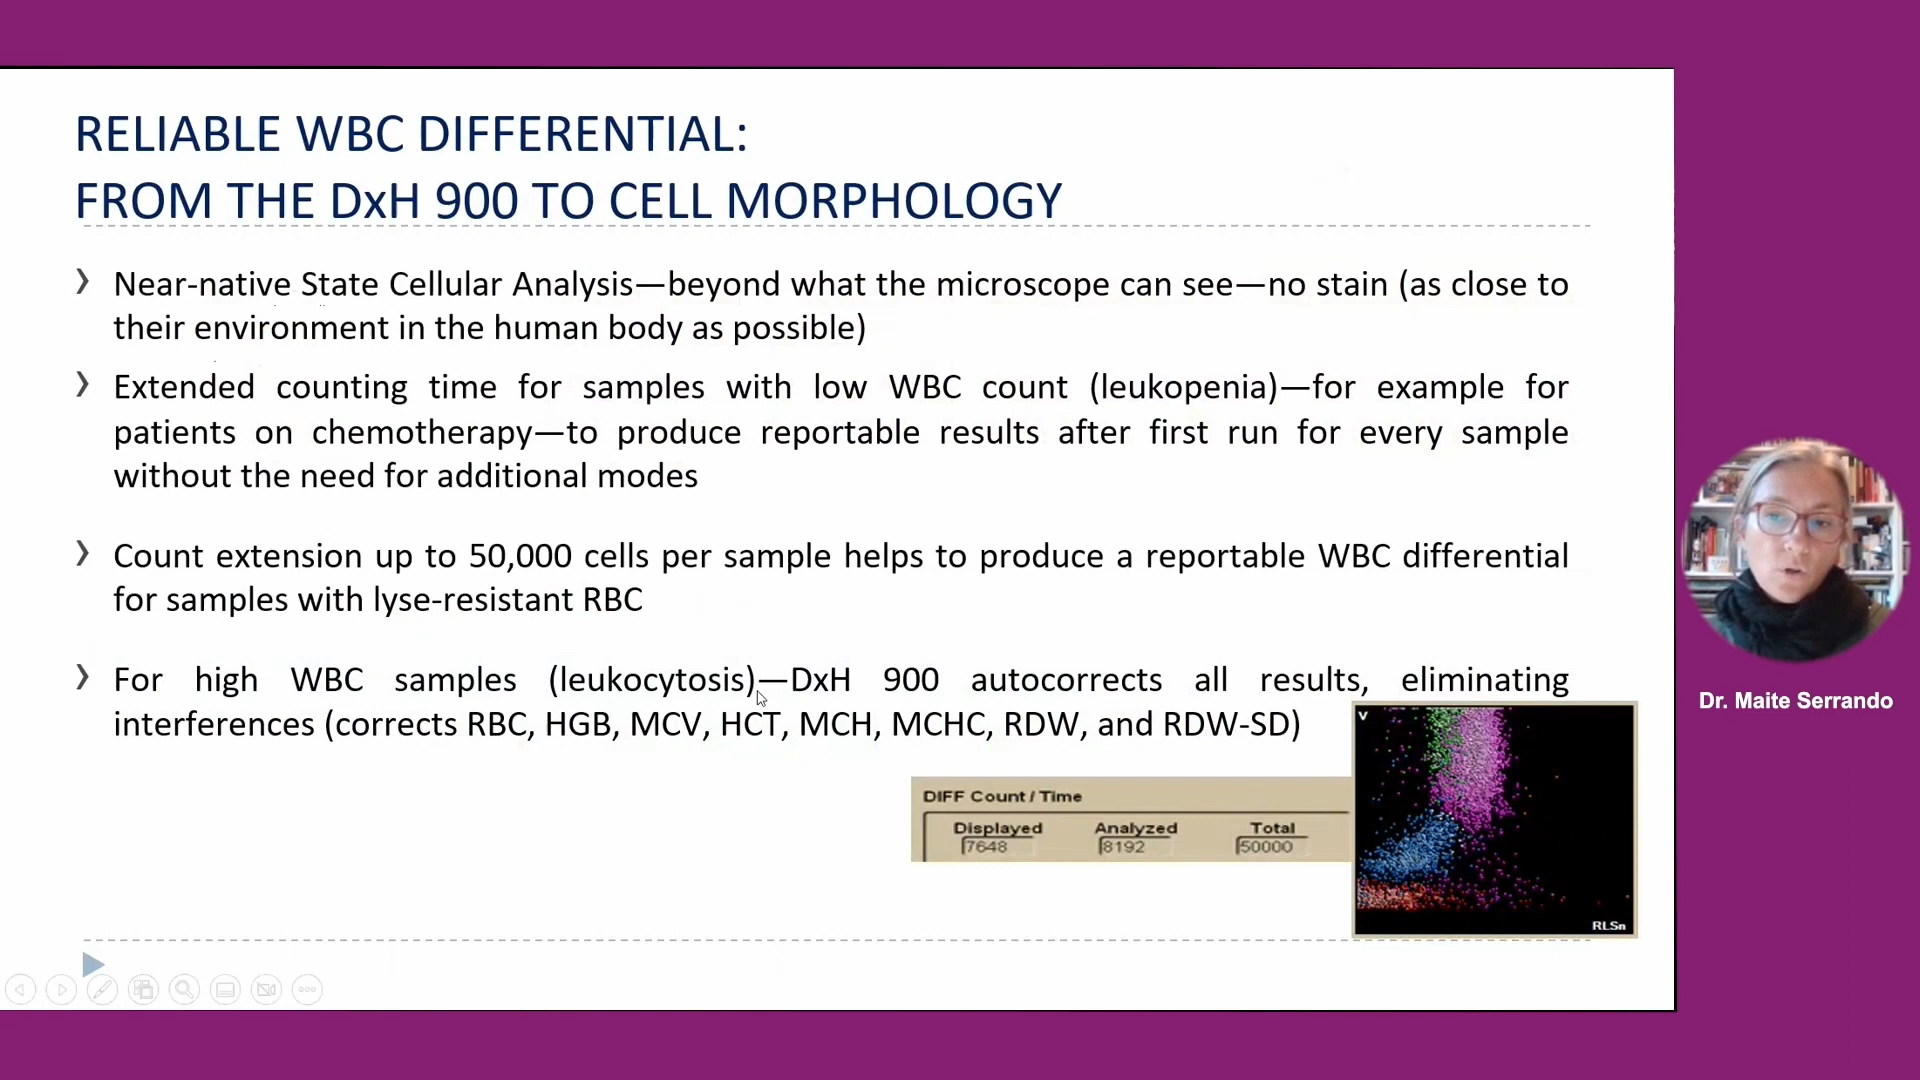 RELIABLE WBC DIFFERENTIAL:
FROM THE DxH 900 TO CELL MORPHOLOGY
Near-native State Cellular Analysis—beyond what the microscope can see—no stain (as close to
their environment in the human body as possible)
Extended counting time for samples with low WBC count (leukopenia)—for example for
patients on chemotherapy—to produce reportable results after first run for every sample
without the need for additional modes
Count extension up to 50,000 cells per sample helps to produce a reportable WBC differential
for samples with lyse-resistant RBC
For high WBC samples (leukocytosis)—DxH 900 autocorrects all results, eliminating
interferences (corrects RBC, HGB, MCV, HCT, MCH, MCHC, RDW, and RDW-SD)
DIFF Count / Time
Displayed Analyzed Total
7648 8192 50000
V
RLSn
Dr. Maite Serrando